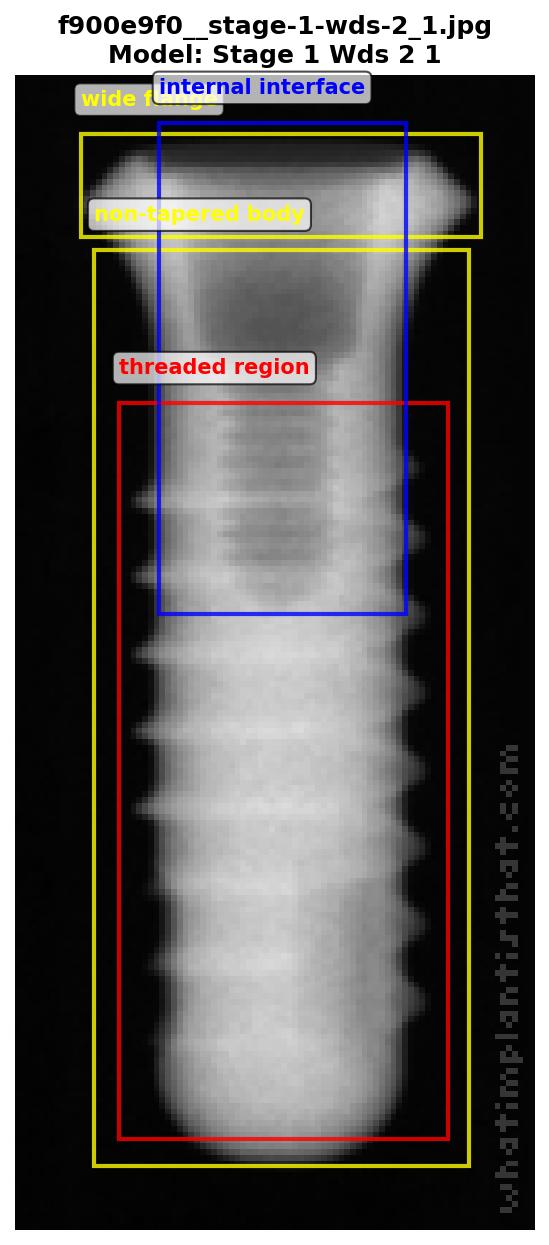 f900e9f0__stage-1-wds-2_1.jpg
Model: Stage 1 Wds 2 1
internal interface
wide flange
non-tapered body
threaded region
whatimplantisthat.com